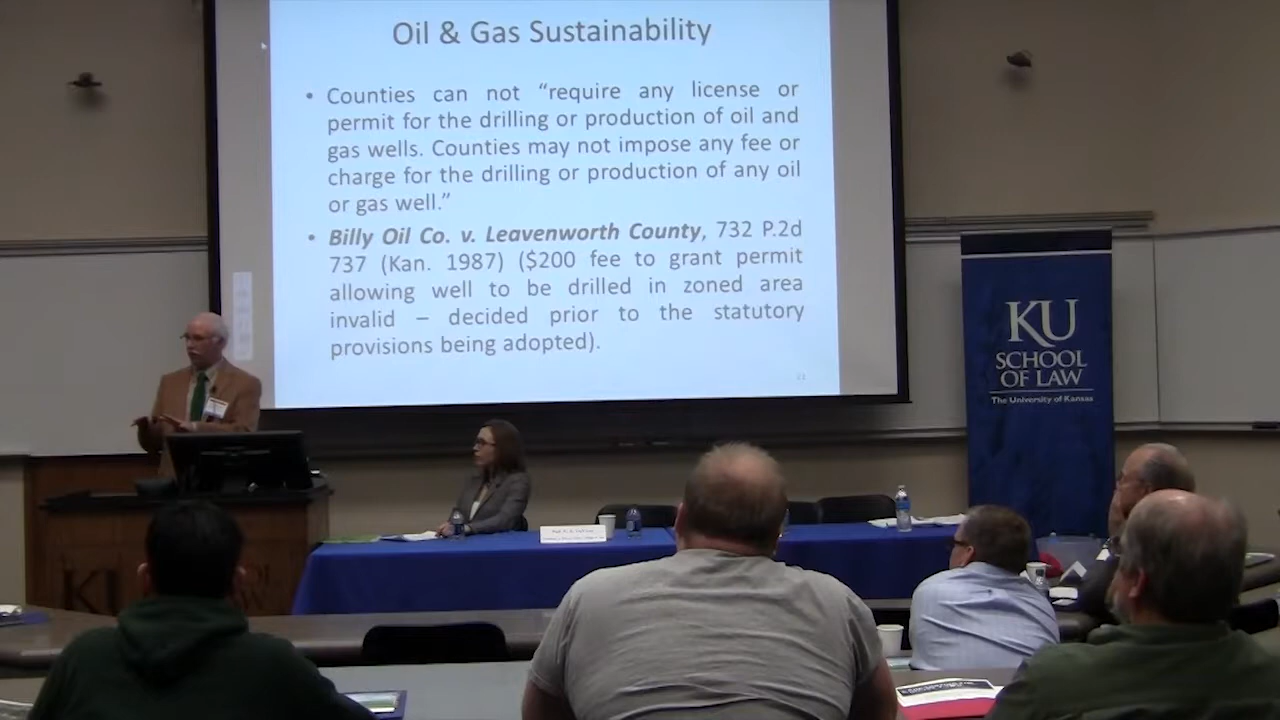 Oil & Gas Sustainability
• Counties can not “require any license or
permit for the drilling or production of oil and
gas wells. Counties may not impose any fee or
charge for the drilling or production of any oil
or gas well.”
• Billy Oil Co. v. Leavenworth County, 732 P.2d
737 (Kan. 1987) ($200 fee to grant permit
allowing well to be drilled in zoned area
invalid – decided prior to the statutory
provisions being adopted).
KU
SCHOOL
OF LAW
The University of Kansas
KU